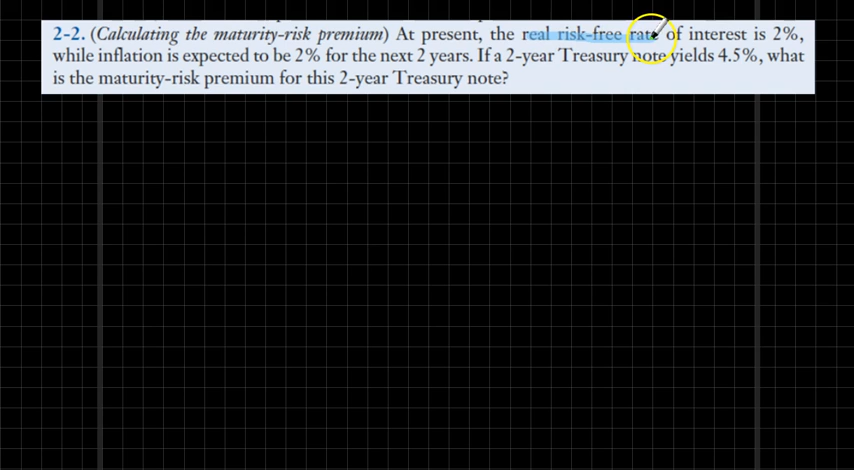 2-2. (Calculating the maturity-risk premium) At present, the real risk-free rate of interest is 2%,
while inflation is expected to be 2% for the next 2 years. If a 2-year Treasury note yields 4.5%, what
is the maturity-risk premium for this 2-year Treasury note?